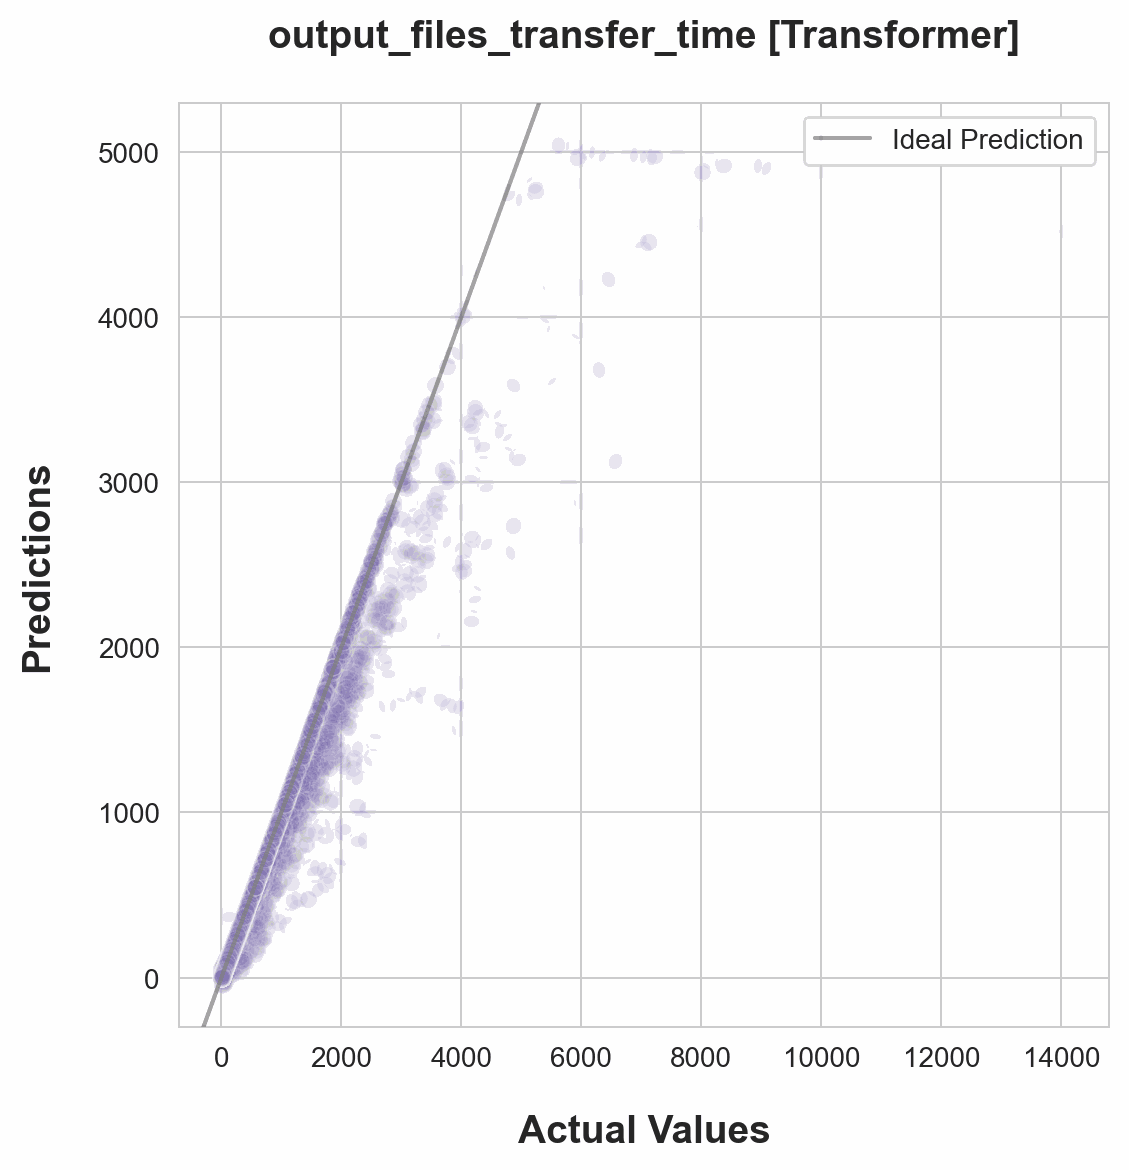 output_files_transfer_time [Transformer]
Ideal Prediction
5000
4000
3000
2000
1000
0
Predictions
0 2000 4000 6000 8000 10000 12000 14000
Actual Values